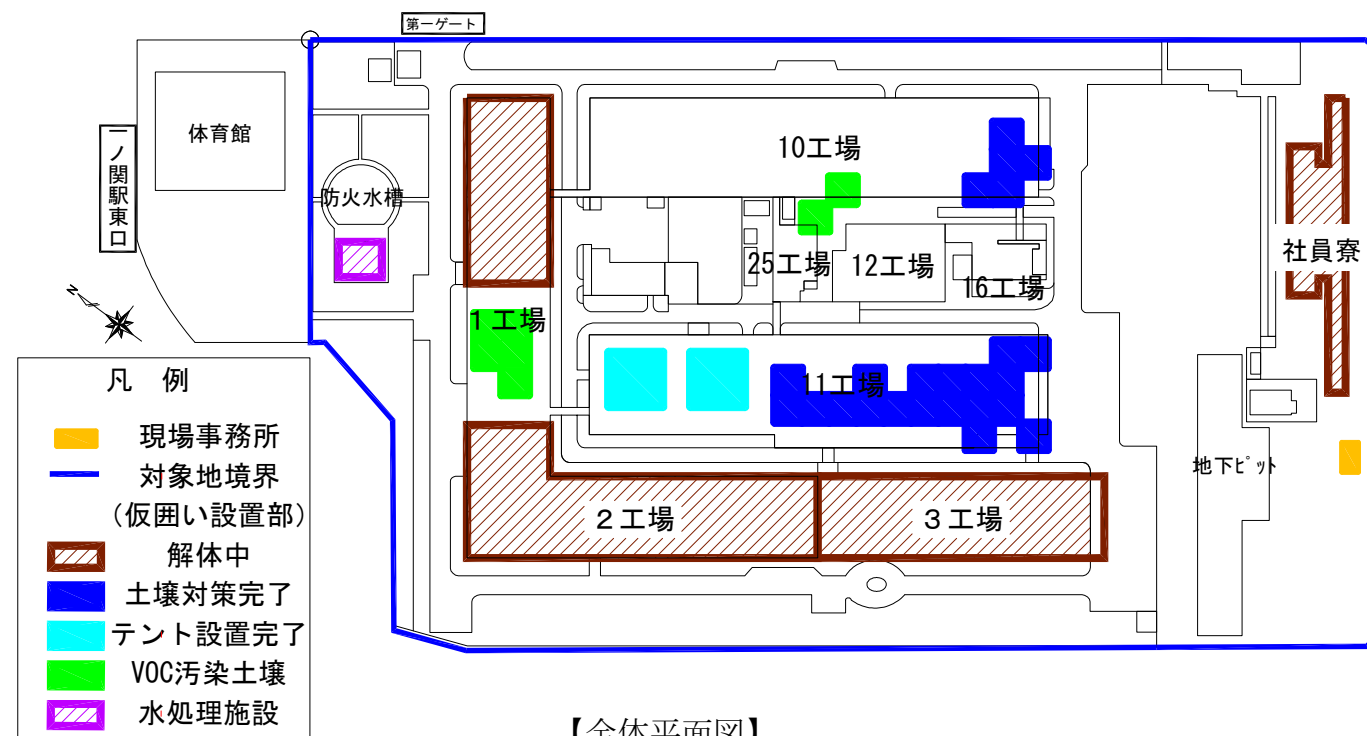 第一ゲート
一ノ関駅東口
体育館
防火水槽
10工場
25工場
12工場
16工場
社員寮
1工場
11工場
2工場
3工場
地下ピット
N
凡 例
現場事務所
対象地境界
(仮囲い設置部)
解体中
土壌対策完了
テント設置完了
VOC汚染土壌
水処理施設
【全体平面図】